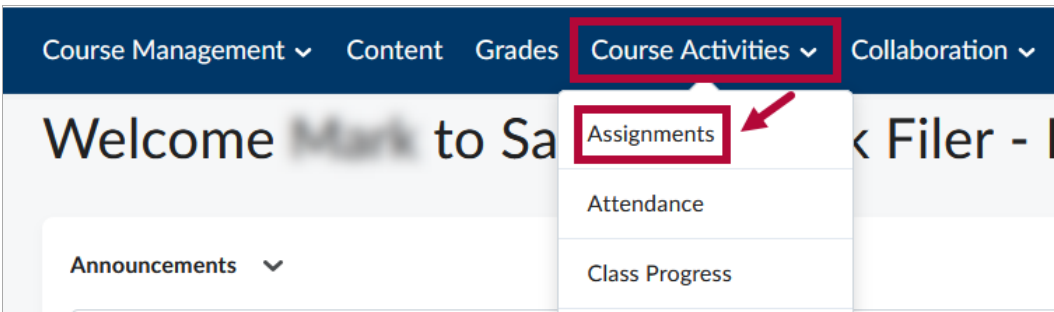 Course Management Content Grades Course Activities Collaboration
Welcome to Sa k Filer -
Assignments
Attendance
Announcements
Class Progress